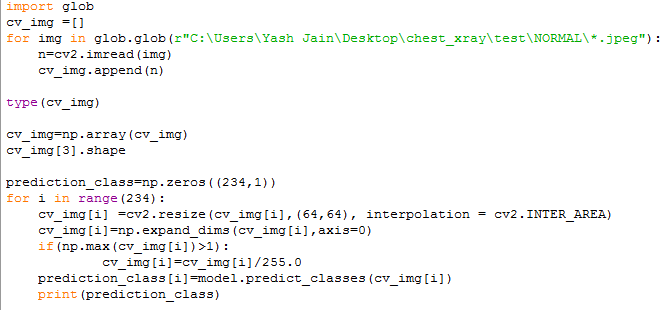 import glob
cv_img =[]
for img in glob.glob(r"C:\Users\Yash Jain\Desktop\chest_xray\test\NORMAL\*.jpeg"):
    n=cv2.imread(img)
    cv_img.append(n)

type(cv_img)

cv_img=np.array(cv_img)
cv_img[3].shape

prediction_class=np.zeros((234,1))
for i in range(234):
    cv_img[i] =cv2.resize(cv_img[i],(64,64), interpolation = cv2.INTER_AREA)
    cv_img[i]=np.expand_dims(cv_img[i],axis=0)
    if(np.max(cv_img[i])>1):
            cv_img[i]=cv_img[i]/255.0
    prediction_class[i]=model.predict_classes(cv_img[i])
    print(prediction_class)